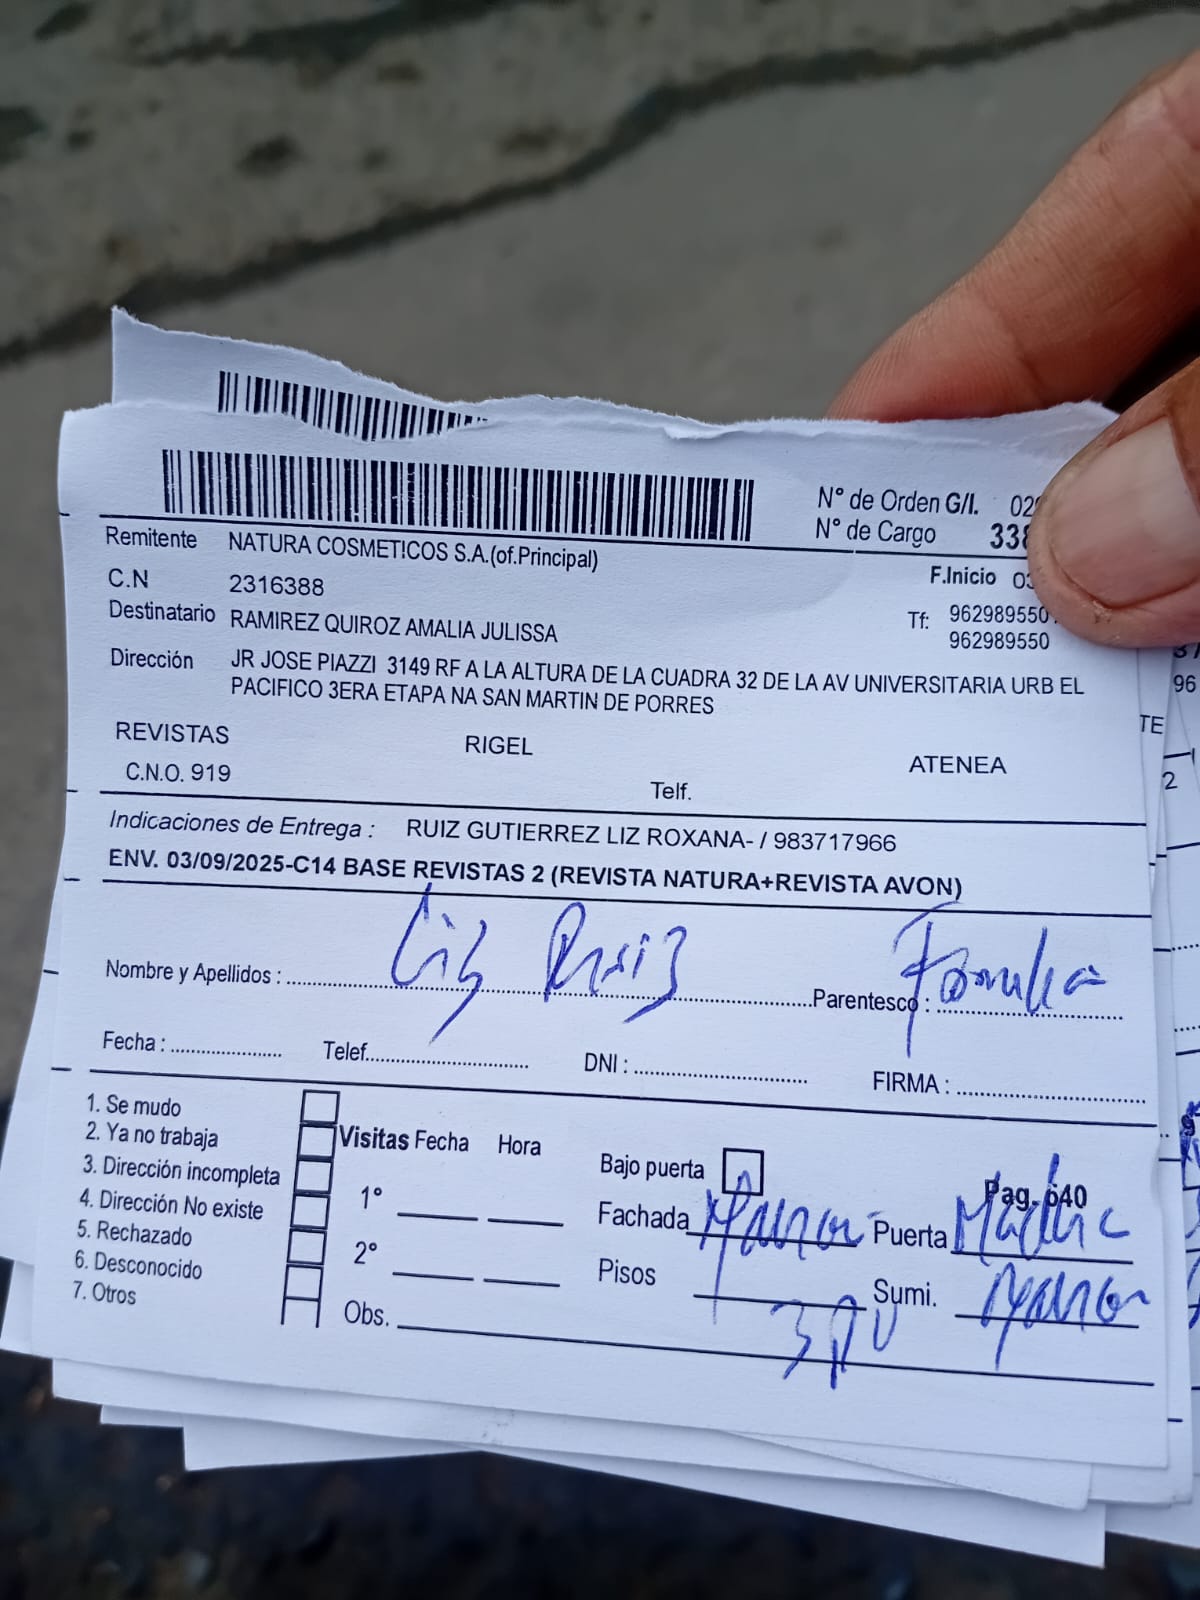 N° de Orden G/I. 02
N° de Cargo 338
Remitente NATURA COSMETICOS S.A.(of.Principal)
F.Inicio 03
C.N 2316388
Tf: 962989550
Destinatario RAMIREZ QUIROZ AMALIA JULISSA
962989550
Dirección JR JOSE PIAZZI 3149 RF A LA ALTURA DE LA CUADRA 32 DE LA AV UNIVERSITARIA URB EL
PACIFICO 3ERA ETAPA NA SAN MARTIN DE PORRES
REVISTAS RIGEL ATENEA
C.N.O. 919 Telf.
Indicaciones de Entrega : RUIZ GUTIERREZ LIZ ROXANA- / 983717966
ENV. 03/09/2025-C14 BASE REVISTAS 2 (REVISTA NATURA+REVISTA AVON)
Nombre y Apellidos : Liz Ruiz Parentesco : Familia
Fecha : Telef. DNI : FIRMA :
1. Se mudo
2. Ya no trabaja
3. Dirección incompleta
4. Dirección No existe
5. Rechazado
6. Desconocido
7. Otros
Visitas Fecha Hora
1°
2°
Obs.
Bajo puerta Pag. 640
Fachada Puerta
Pisos Sumi.
TE
96
2